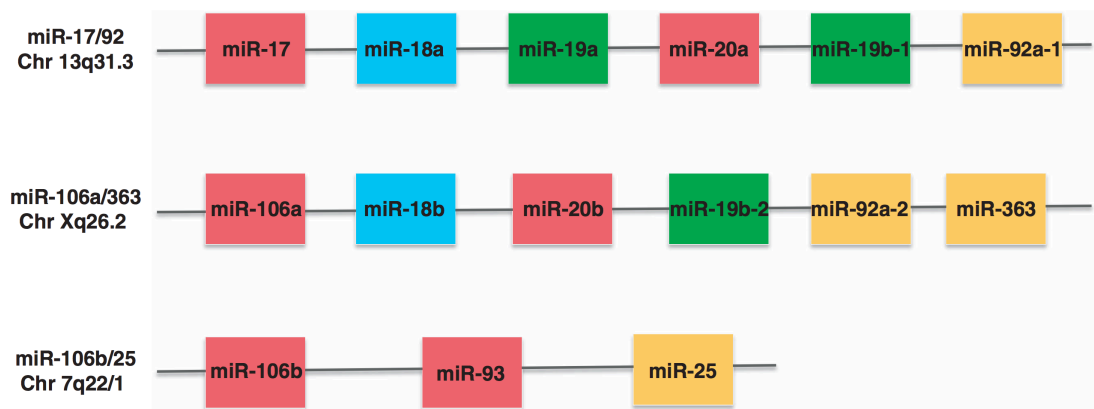 miR-17/92
Chr 13q31.3
miR-17 miR-18a miR-19a miR-20a miR-19b-1 miR-92a-1
miR-106a/363
Chr Xq26.2
miR-106a miR-18b miR-20b miR-19b-2 miR-92a-2 miR-363
miR-106b/25
Chr 7q22/1
miR-106b miR-93 miR-25